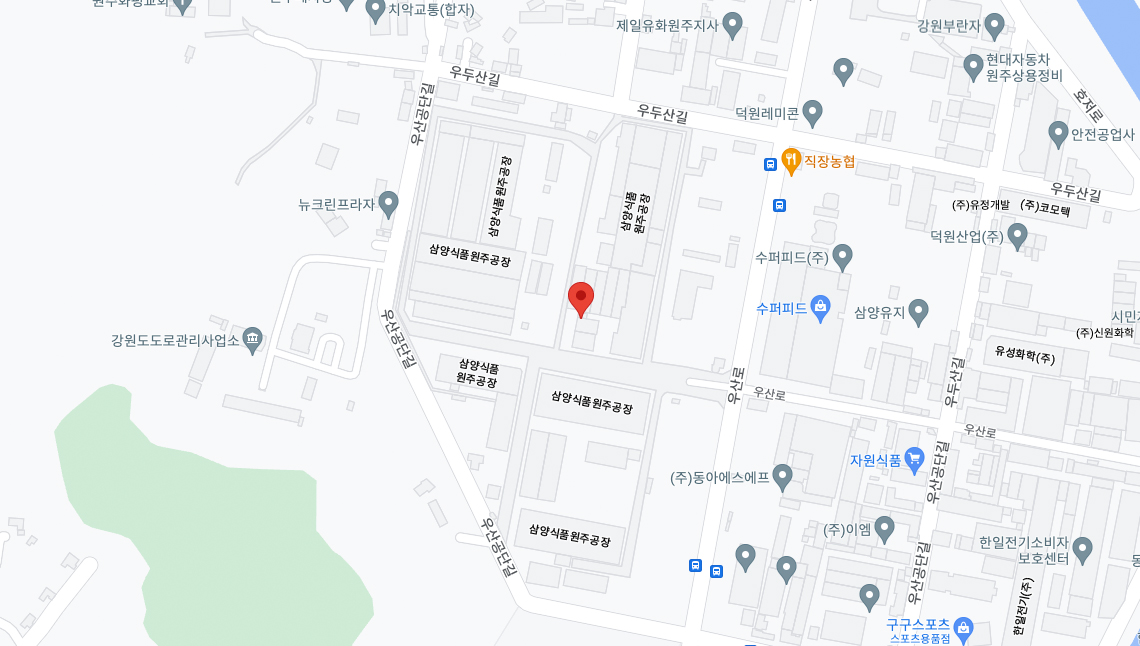 원주화평교회
치악교통(합자)
제일유화원주지사
강원부란자
현대자동차
원주상용정비
호저로
우두산길
우산공단길
우두산길
덕원레미콘
안전공업사
직장농협
삼양식품원주공장
삼양식품
원주공장
우두산길
(주)유정개발
(주)코모텍
뉴크린프라자
덕원산업(주)
삼양식품원주공장
수퍼피드(주)
수퍼피드
삼양유지
강원도도로관리사업소
우산공단길
(주)신원화학
유성화학(주)
삼양식품
원주공장
우산로
우산로
우두산길
삼양식품원주공장
우산로
자원식품
우산공단길
(주)동아에스에프
삼양식품원주공장
우산공단길
(주)이엠
한일전기소비자
보호센터
우산공단길
한일전기(주)
구구스포츠
스포츠용품점